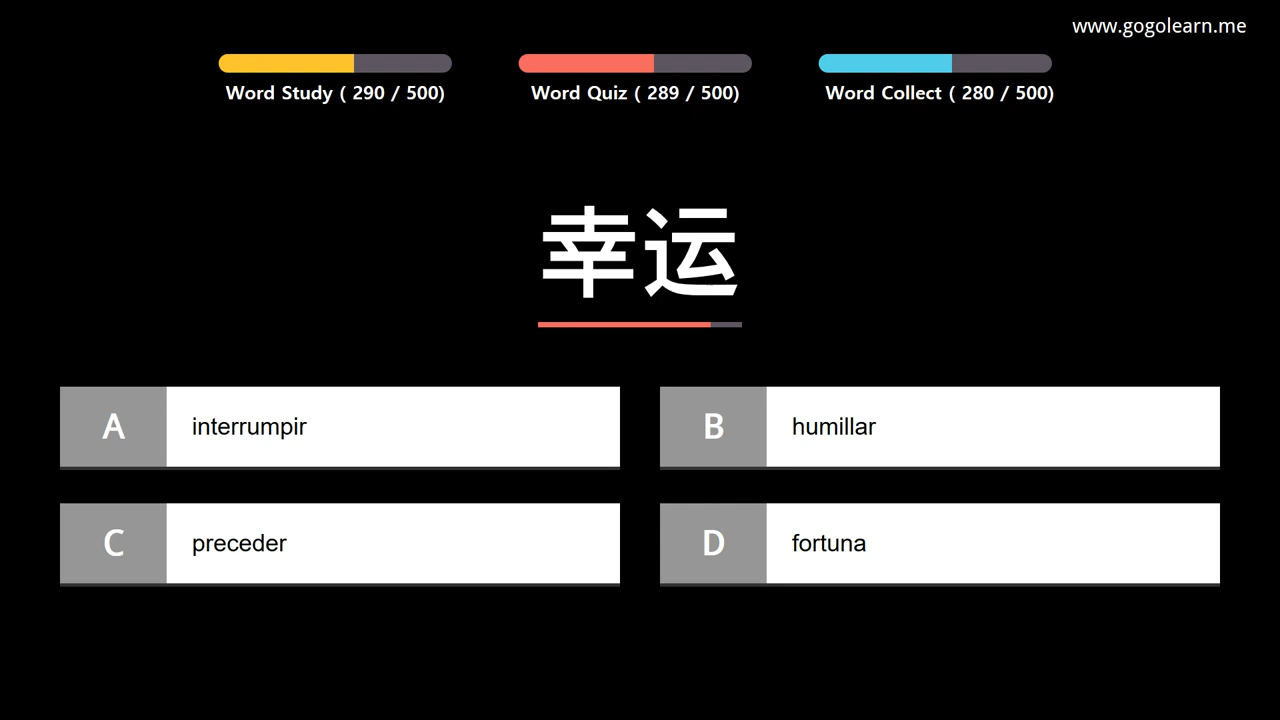 www.gogolearn.me
Word Study ( 290 / 500)
Word Quiz ( 289 / 500)
Word Collect ( 280 / 500)
幸运
A interrumpir
B humillar
C preceder
D fortuna